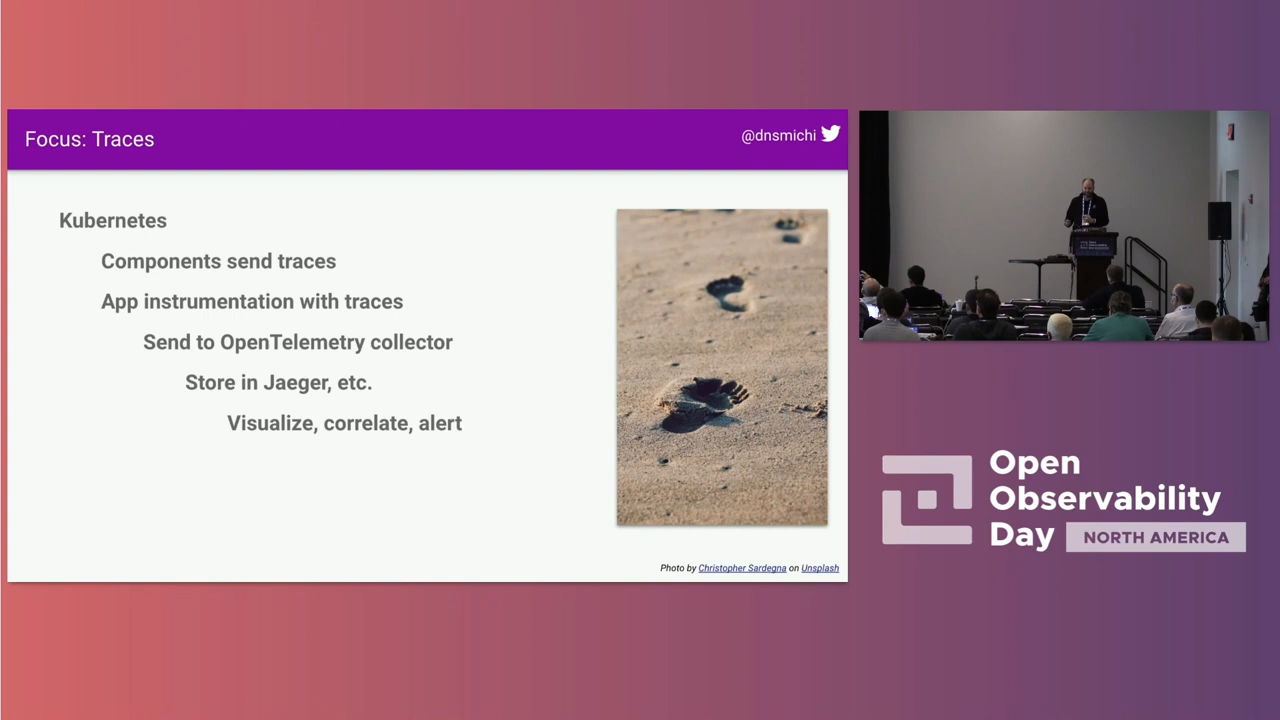 Focus: Traces
@dnsmichi
Kubernetes
Components send traces
App instrumentation with traces
Send to OpenTelemetry collector
Store in Jaeger, etc.
Visualize, correlate, alert
Photo by Christopher Sardegna on Unsplash
Open
Observability
Day NORTH AMERICA